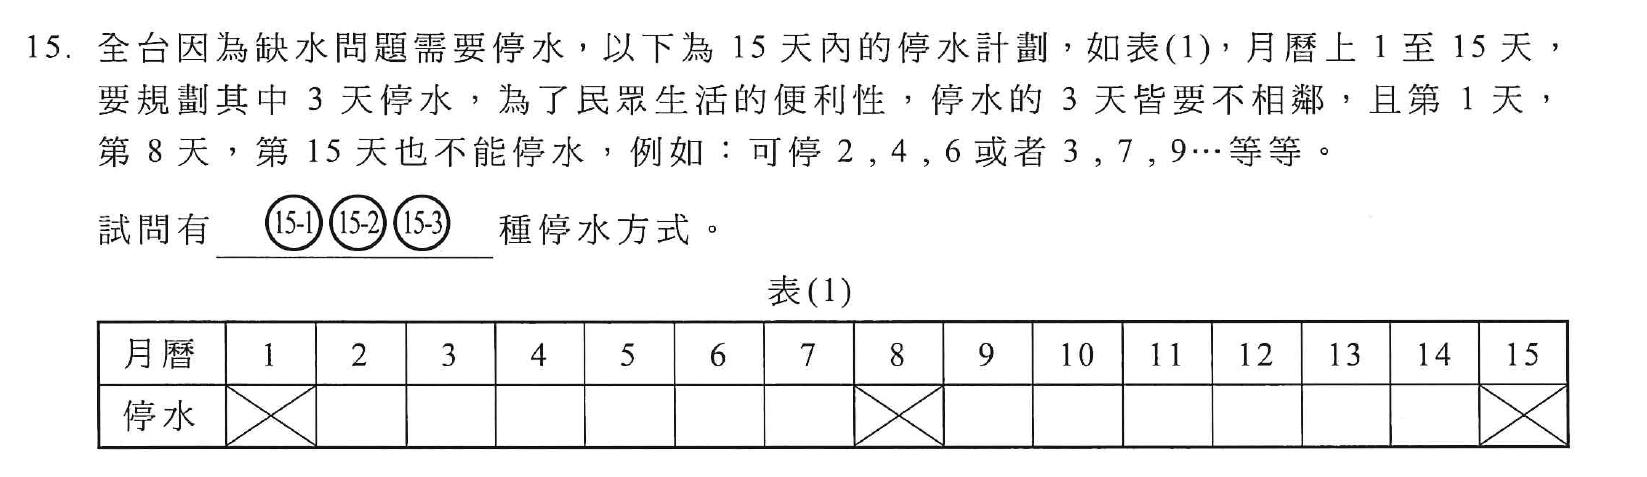 15. 全台因為缺水問題需要停水，以下為 15 天內的停水計劃，如表(1)，月曆上 1 至 15 天，
要規劃其中 3 天停水，為了民眾生活的便利性，停水的 3 天皆要不相鄰，且第 1 天，
第 8 天，第 15 天也不能停水，例如：可停 2 , 4 , 6 或者 3 , 7 , 9…等等。
試問有 15-1 15-2 15-3 種停水方式。
表(1)
月曆 1 2 3 4 5 6 7 8 9 10 11 12 13 14 15
停水